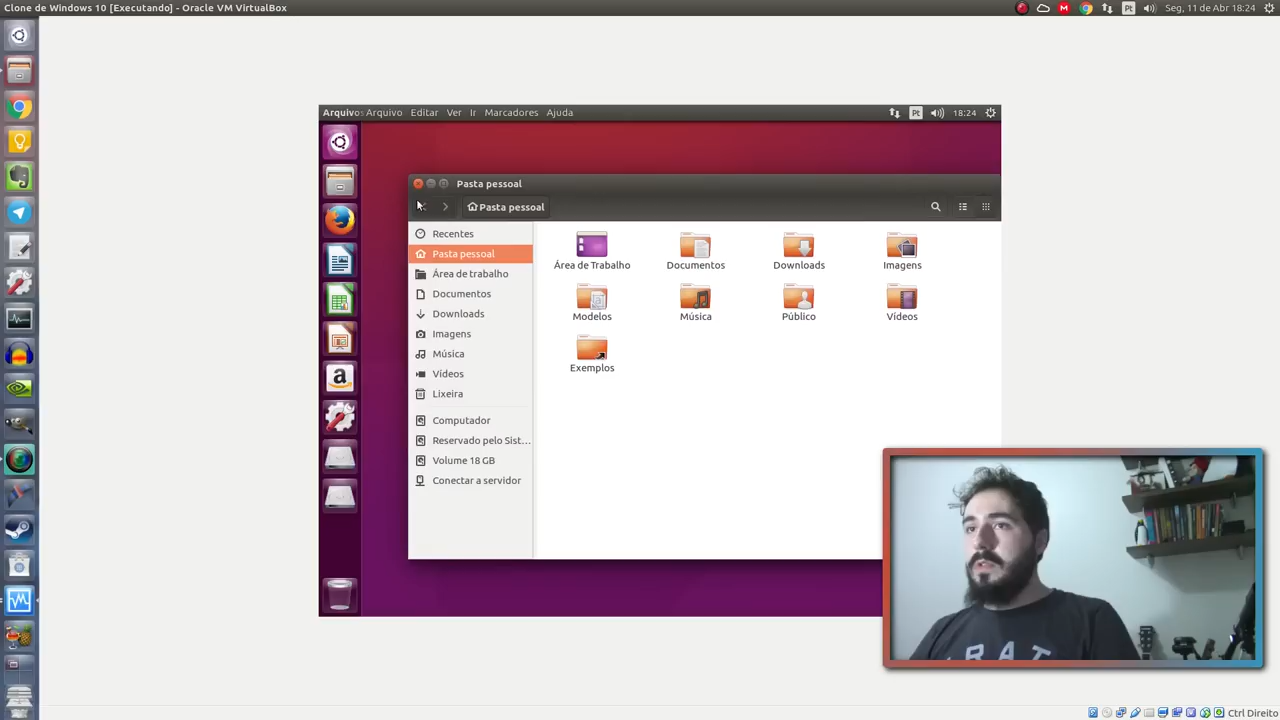 Clone de Windows 10 [Executando] - Oracle VM VirtualBox
Pt
Seg, 11 de Abr 18:24
Arquivos Arquivo Editar Ver Ir Marcadores Ajuda
Pt
18:24
Pasta pessoal
Pasta pessoal
Recentes
Pasta pessoal
Área de trabalho
Documentos
Downloads
Imagens
Música
Vídeos
Lixeira
Computador
Reservado pelo Sist...
Volume 18 GB
Conectar a servidor
Área de Trabalho
Documentos
Downloads
Imagens
Modelos
Música
Público
Vídeos
Exemplos
Ctrl Direito